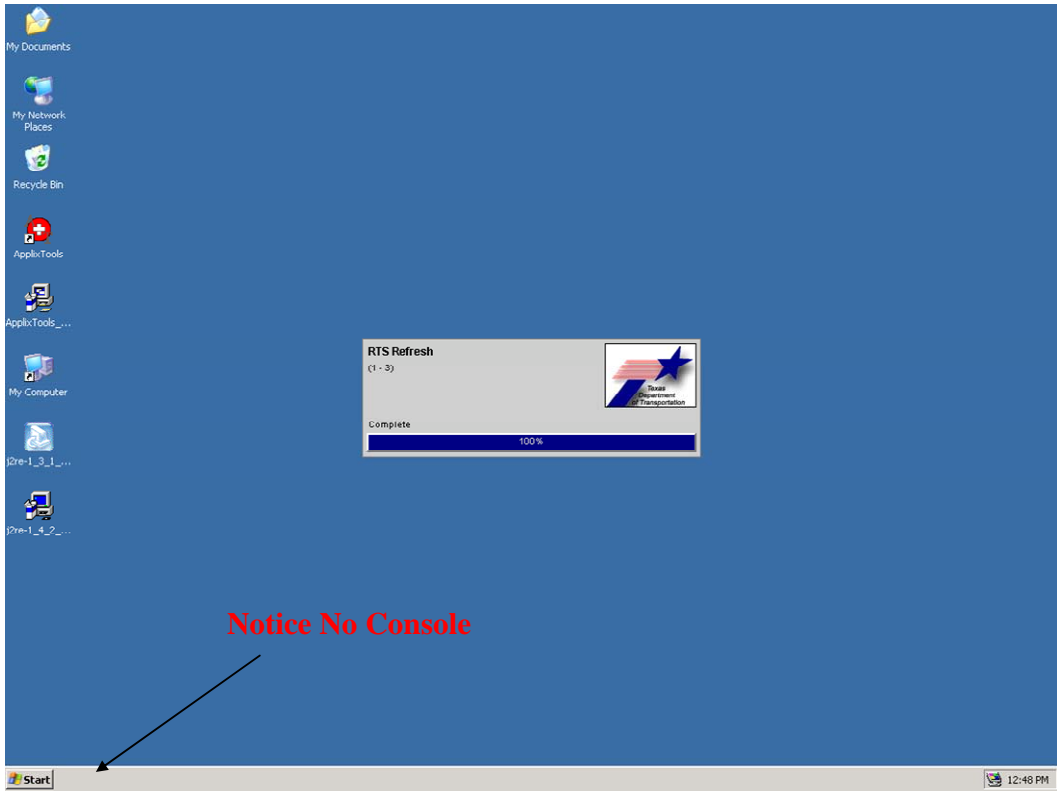 My Documents
My Network
Places
Recycle Bin
ApplixTools
ApplixTools_...
My Computer
j2re-1_3_1_...
j2re-1_4_2_...
RTS Refresh
(1 - 3)
Texas
Department
of Transportation
Complete
100%
Notice No Console
Start
12:48 PM